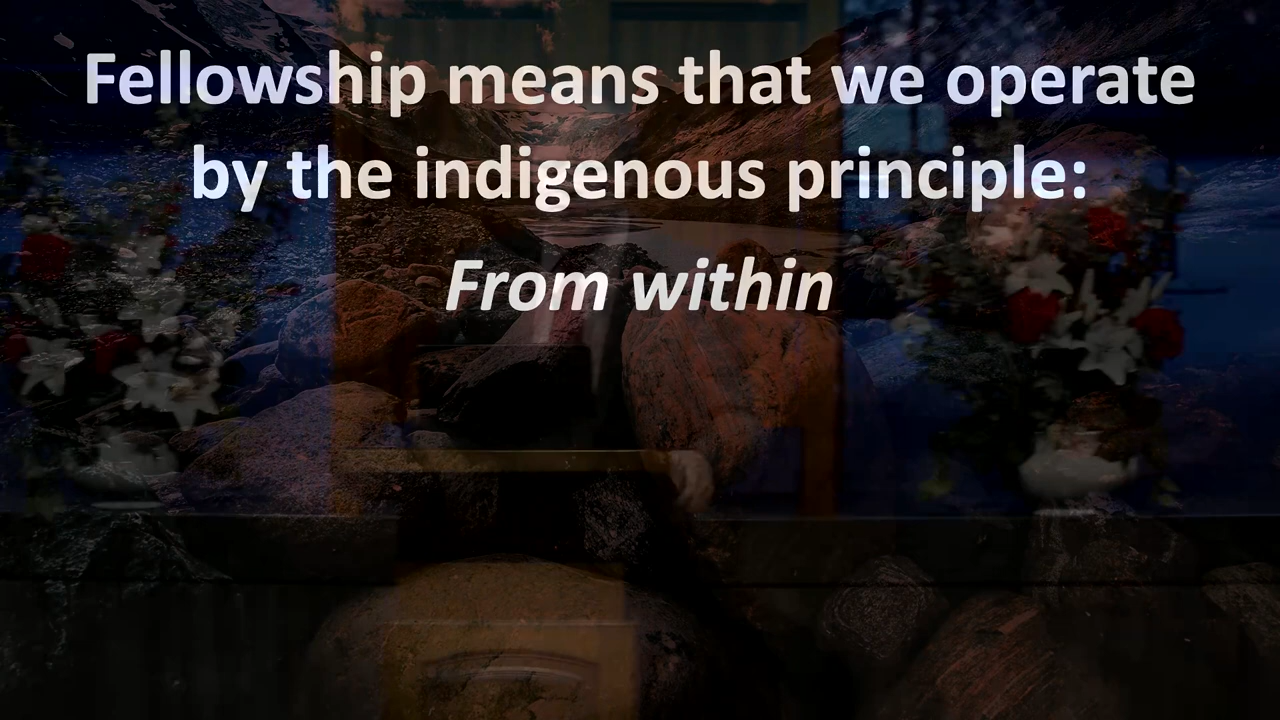 Fellowship means that we operate
by the indigenous principle:
From within